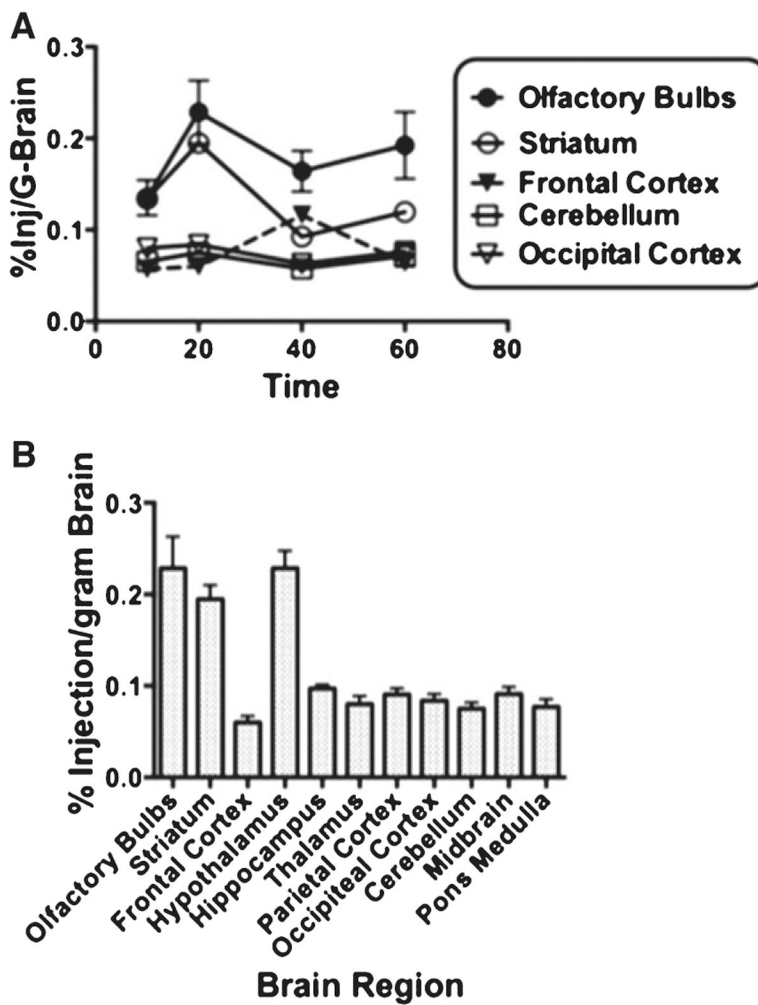 A
0.3
0.2
0.1
0.0
%Inj/G-Brain
0
20
40
60
80
Time
Olfactory Bulbs
Striatum
Frontal Cortex
Cerebellum
Occipital Cortex
B
0.3
0.2
0.1
0.0
% Injection/gram Brain
Olfactory Bulbs
Striatum
Frontal Cortex
Hypothalamus
Hippocampus
Thalamus
Parietal Cortex
Occipiteal Cortex
Cerebellum
Midbrain
Pons Medulla
Brain Region